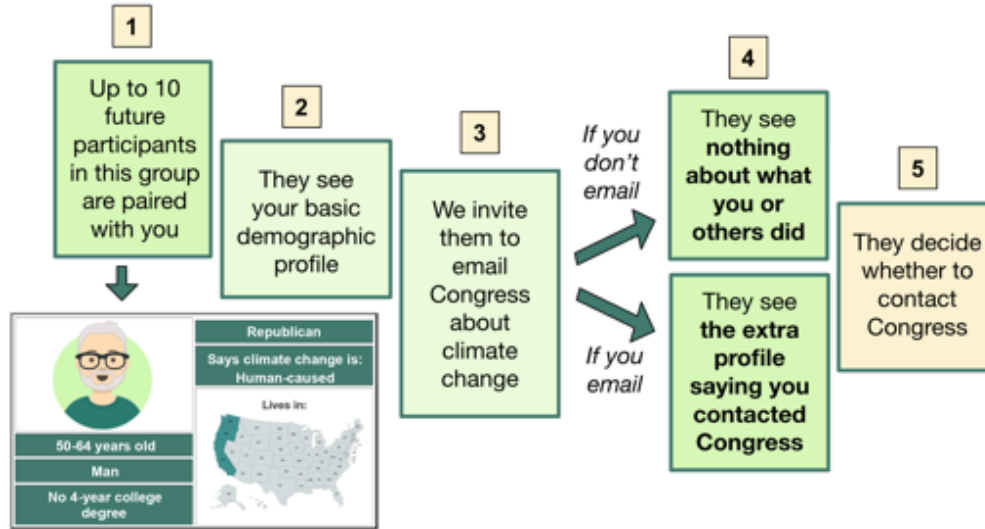 1
Up to 10
future
participants
in this group
are paired
with you
2
They see
your basic
demographic
profile
3
We invite
them to
email
Congress
about
climate
change
If you
don't
email
If you
email
4
They see
nothing
about what
you or
others did
They see
the extra
profile
saying you
contacted
Congress
5
They decide
whether to
contact
Congress
Republican
Says climate change is:
Human-caused
Lives in:
50-64 years old
Man
No 4-year college
degree